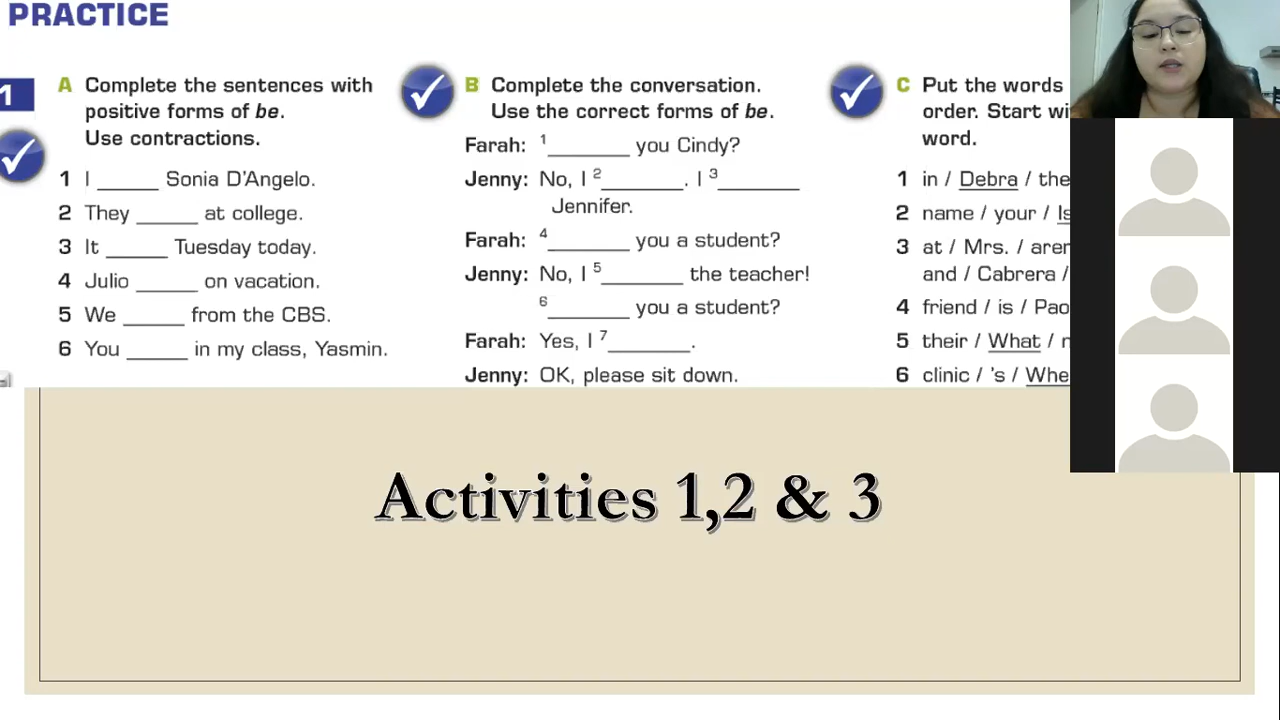 PRACTICE
1
A Complete the sentences with
positive forms of be.
Use contractions.
1 I ______ Sonia D'Angelo.
2 They ______ at college.
3 It ______ Tuesday today.
4 Julio ______ on vacation.
5 We ______ from the CBS.
6 You ______ in my class, Yasmin.
B Complete the conversation.
Use the correct forms of be.
Farah: 1 ________ you Cindy?
Jenny: No, I 2 ________. I 3 ________
Jennifer.
Farah: 4 ________ you a student?
Jenny: No, I 5 ________ the teacher!
6 ________ you a student?
Farah: Yes, I 7 ________.
Jenny: OK, please sit down.
C Put the words
order. Start
word.
1 in / Debra / the
2 name / your /
3 at / Mrs. /
and / Cabrera /
4 friend / is /
5 their / What /
6 clinic / 's /
Activities 1,2 & 3